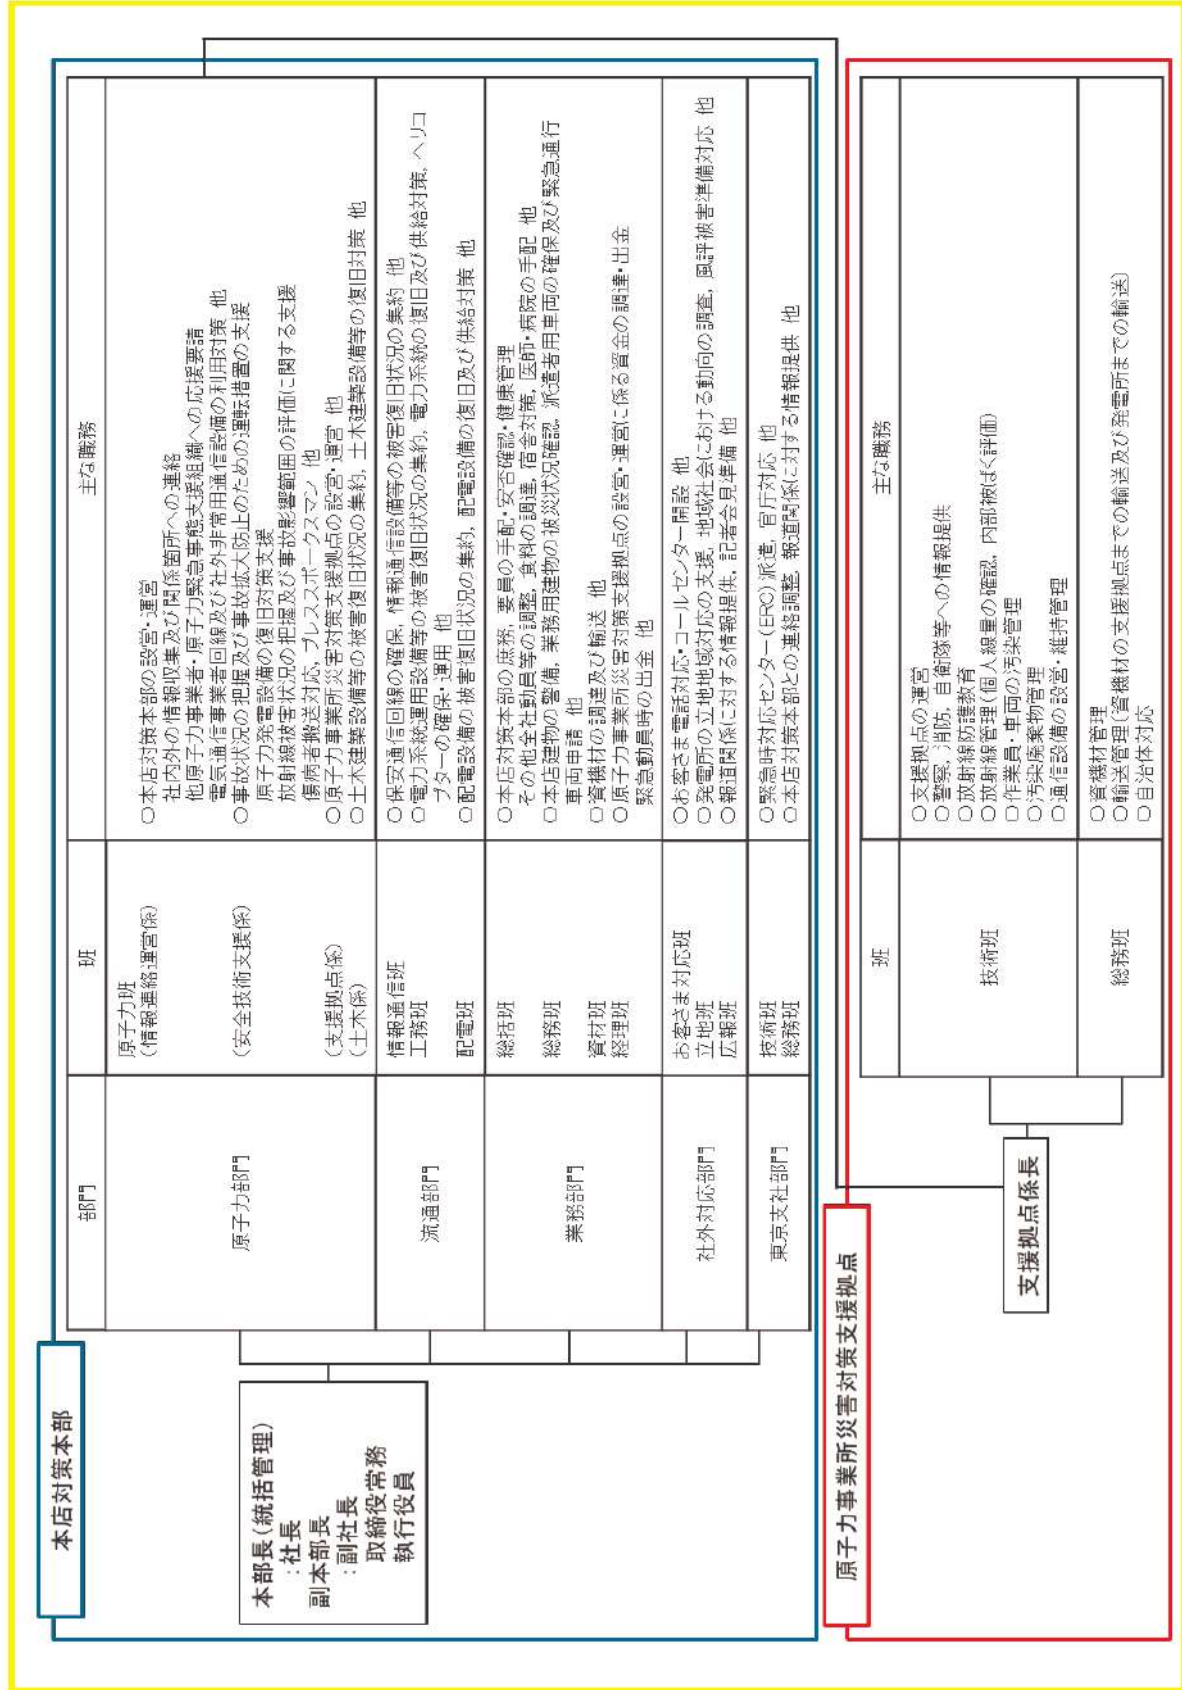 本店対策本部
本部長(統括管理)
:社長
副本部長
:副社長
取締役常務
執行役員
部門
班
主な職務
原子力部門
原子力班
(情報連絡運営係)
○本店対策本部の設営・運営
社内外の情報収集及び関係箇所への連絡
他原子力事業者・原子力緊急事態支援組織への応援要請
電気通信事業者回線及び社外非常用通信設備の利用対策 他
(安全技術支援係)
○事故状況の把握及び事故拡大防止のための運転措置の支援
原子力発電設備の復旧対策支援
放射線被害状況の把握及び事故影響範囲の評価に関する支援
傷病者搬送対応,プレススポークスマン 他
(支援拠点係)
○原子力事業所災害対策支援拠点の設営・運営 他
(土木係)
○土木建築設備等の被害復旧状況の集約,土木建築設備等の復旧対策 他
流通部門
情報通信班
○保安通信回線の確保,情報通信設備等の被害復旧状況の集約 他
工務班
○電力系統運用設備等の被害復旧状況の集約,電力系統の復旧及び供給対策,ヘリコ
プターの確保・運用 他
配電班
○配電設備の被害復旧状況の集約,配電設備の復旧及び供給対策 他
業務部門
総括班
○本店対策本部の庶務,要員の手配・安否確認・健康管理
その他全社動員等の調整,食料の調達,宿舎対策,医師・病院の手配 他
総務班
○本店建物の警備,業務用建物の被災状況確認,派遣者用車両の確保及び緊急通行
車両申請 他
資材班
○資機材の調達及び輸送 他
経理班
○原子力事業所災害対策支援拠点の設営・運営に係る資金の調達・出金
緊急動員時の出金 他
社外対応部門
お客さま対応班
○お客さま電話対応・コールセンター開設 他
立地班
○発電所の立地地域対応の支援,地域社会における動向の調査,風評被害準備対応 他
広報班
○報道関係に対する情報提供,記者会見準備 他
東京支社部門
技術班
○緊急時対応センター(ERC)派遣,官庁対応 他
総務班
○本店対策本部との連絡調整,報道関係に対する情報提供 他
原子力事業所災害対策支援拠点
支援拠点係長
班
主な職務
技術班
○支援拠点の運営
○警察,消防,自衛隊等への情報提供
○放射線防護教育
○放射線管理(個人線量の確認,内部被ばく評価)
○作業員・車両の汚染管理
○汚染廃棄物管理
○通信設備の設営・維持管理
総務班
○資機材管理
○輸送管理(資機材の支援拠点までの輸送及び発電所までの輸送)
○自治体対応